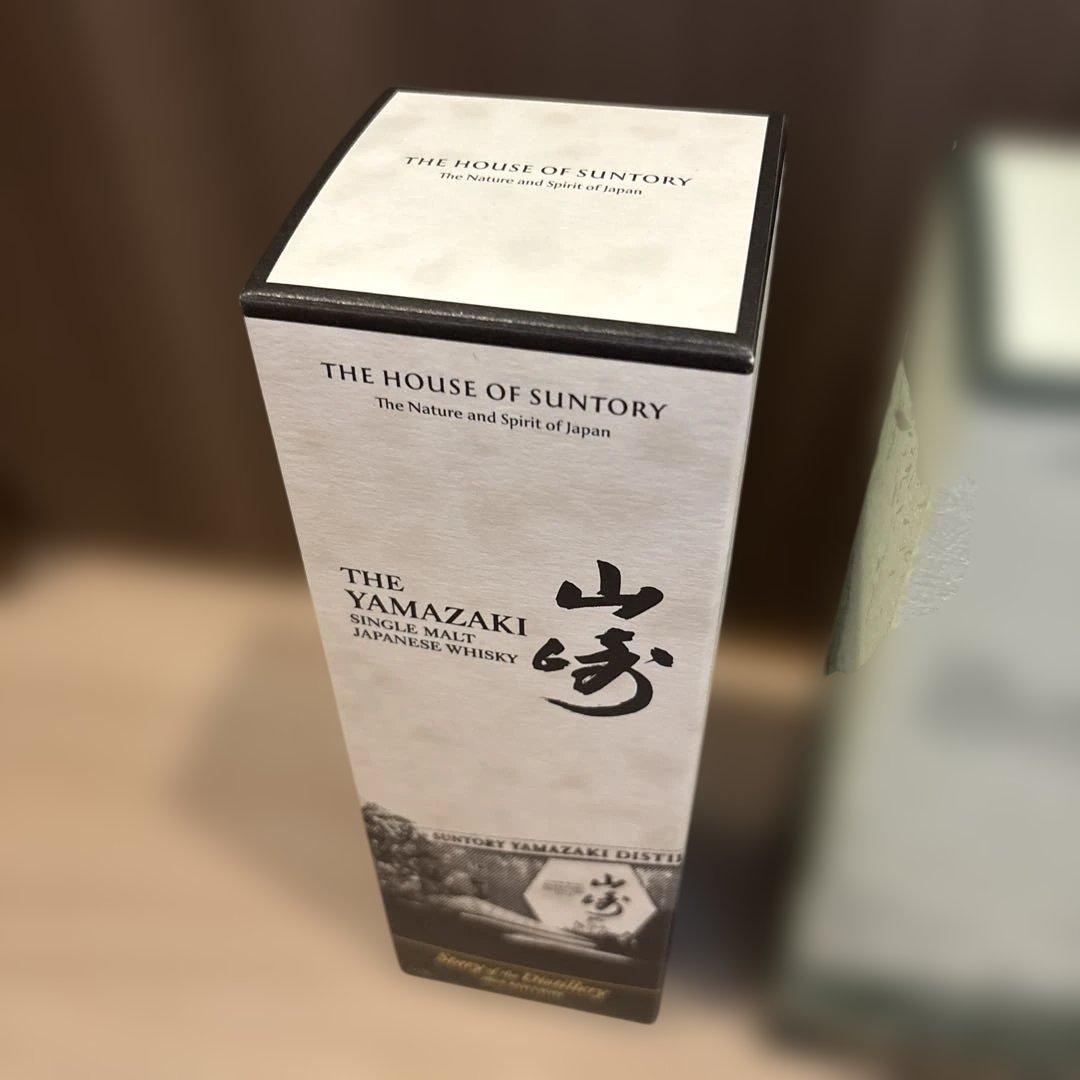 THE HOUSE OF SUNTORY
The Nature and Spirit of Japan
THE HOUSE OF SUNTORY
The Nature and Spirit of Japan
THE
YAMAZAKI
SINGLE MALT
JAPANESE WHISKY
山崎
SUNTORY YAMAZAKI DISTI
山崎
Story of the Distillery